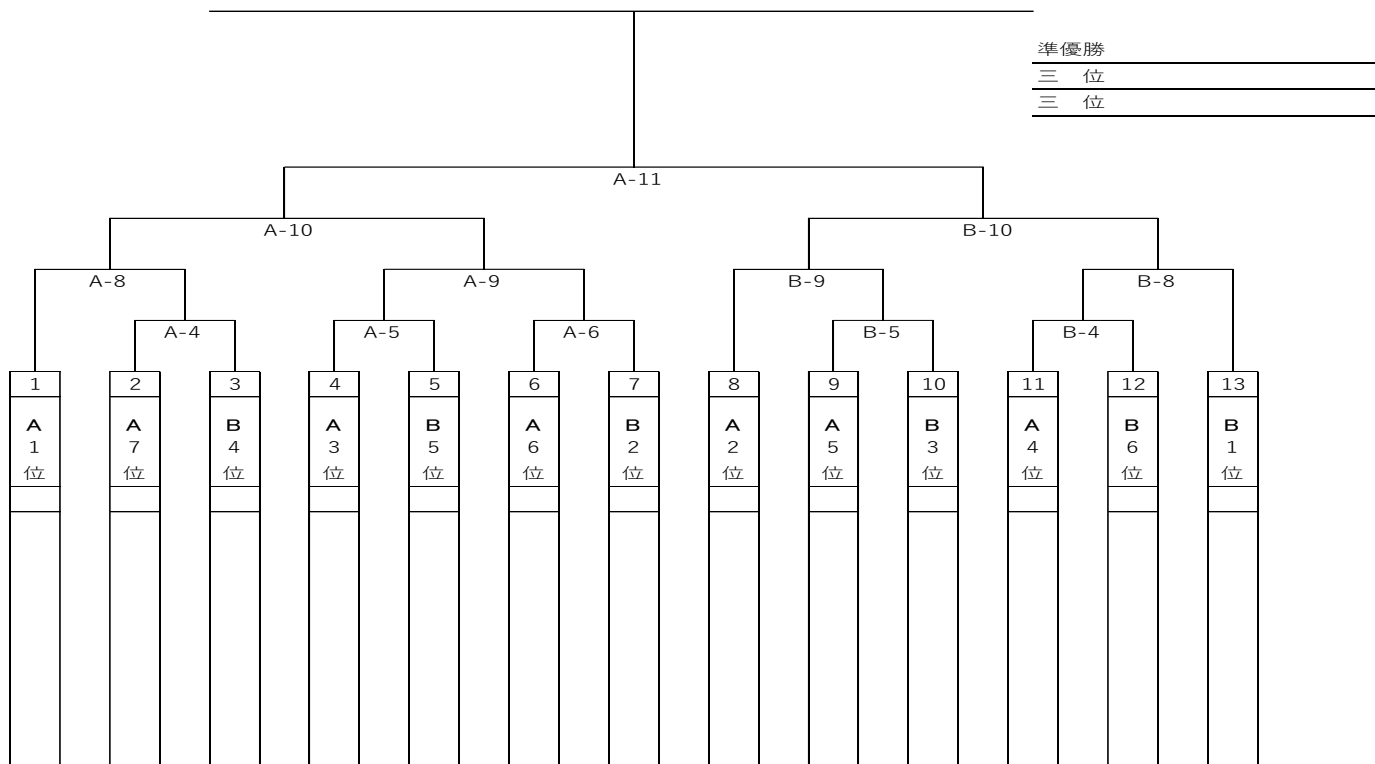 準優勝
三 位
三 位
A-11
A-10 B-10
A-8 A-9 B-9 B-8
A-4 A-5 A-6 B-5 B-4
1 2 3 4 5 6 7 8 9 10 11 12 13
A A B A B A B A A B A B B
1 7 4 3 5 6 2 2 5 3 4 6 1
位 位 位 位 位 位 位 位 位 位 位 位 位